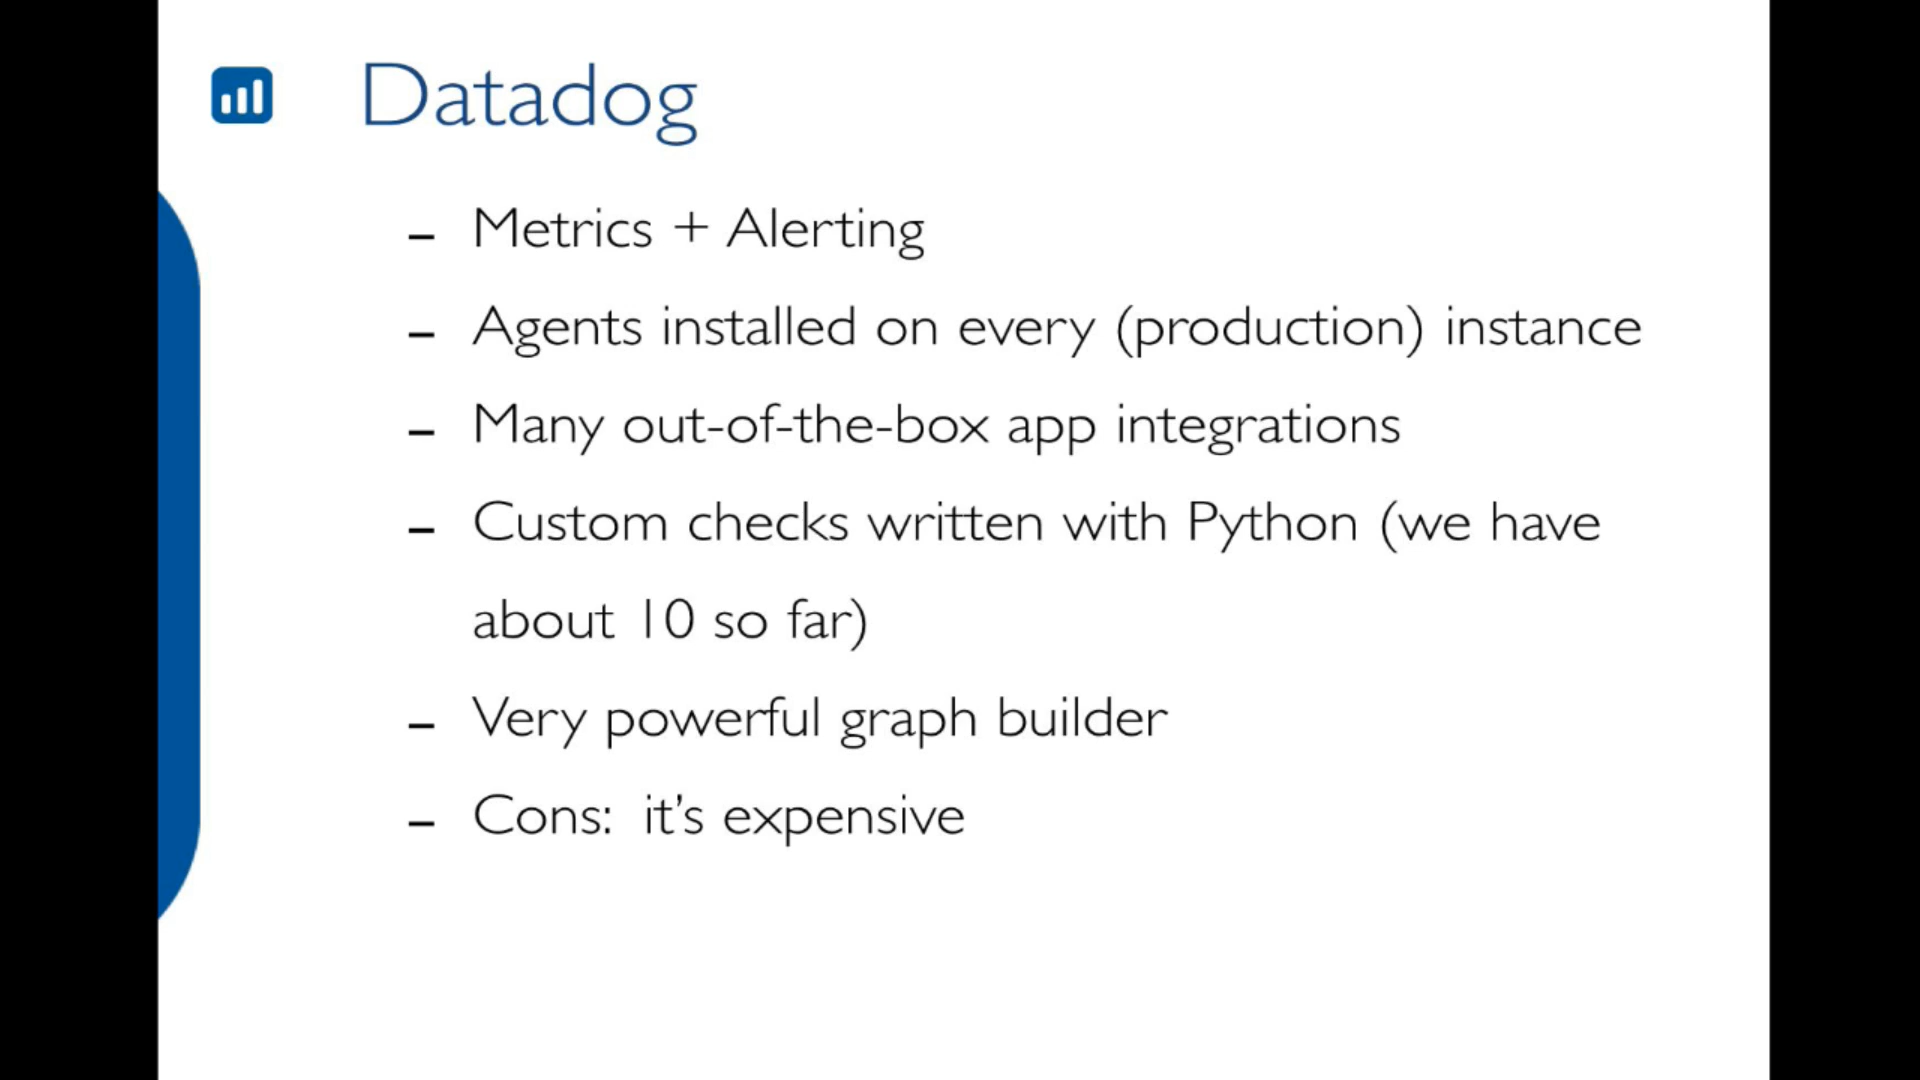 Datadog
– Metrics + Alerting
– Agents installed on every (production) instance
– Many out-of-the-box app integrations
– Custom checks written with Python (we have
about 10 so far)
– Very powerful graph builder
– Cons:  it’s expensive